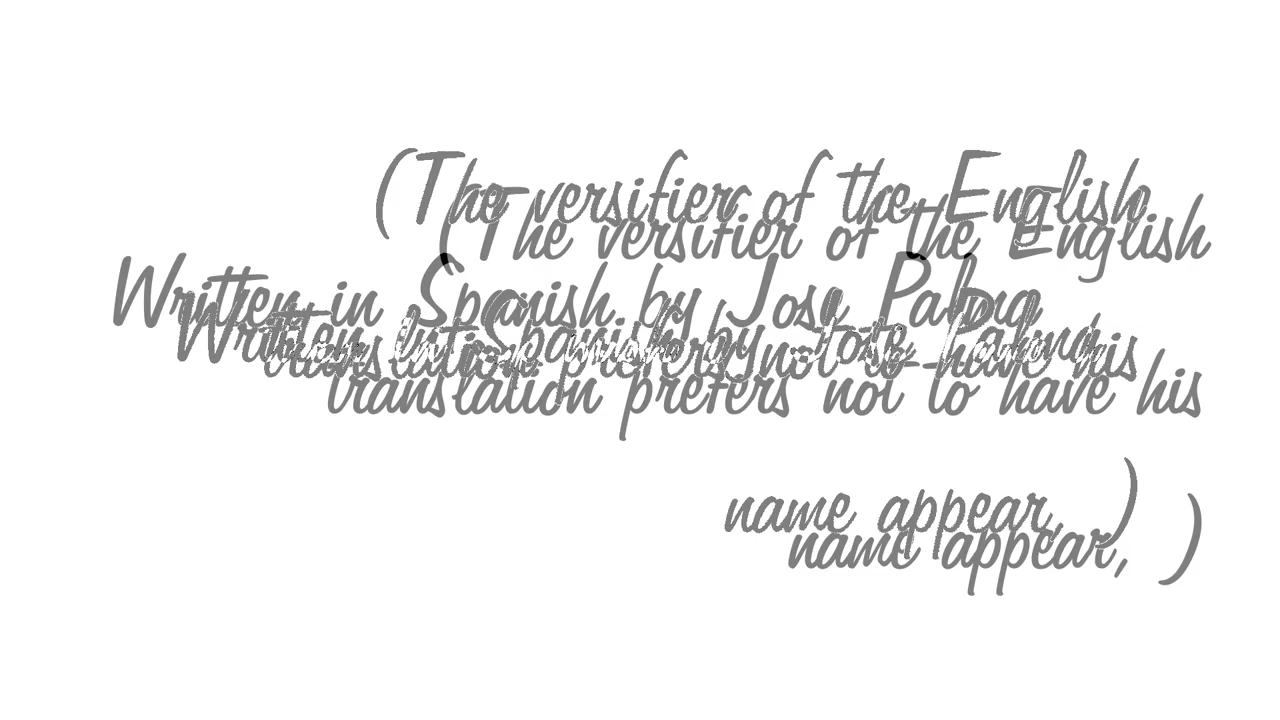 (The versifier of the English
Written in Spanish by Jose Palma,
translation prefers not to have his
name appear, )